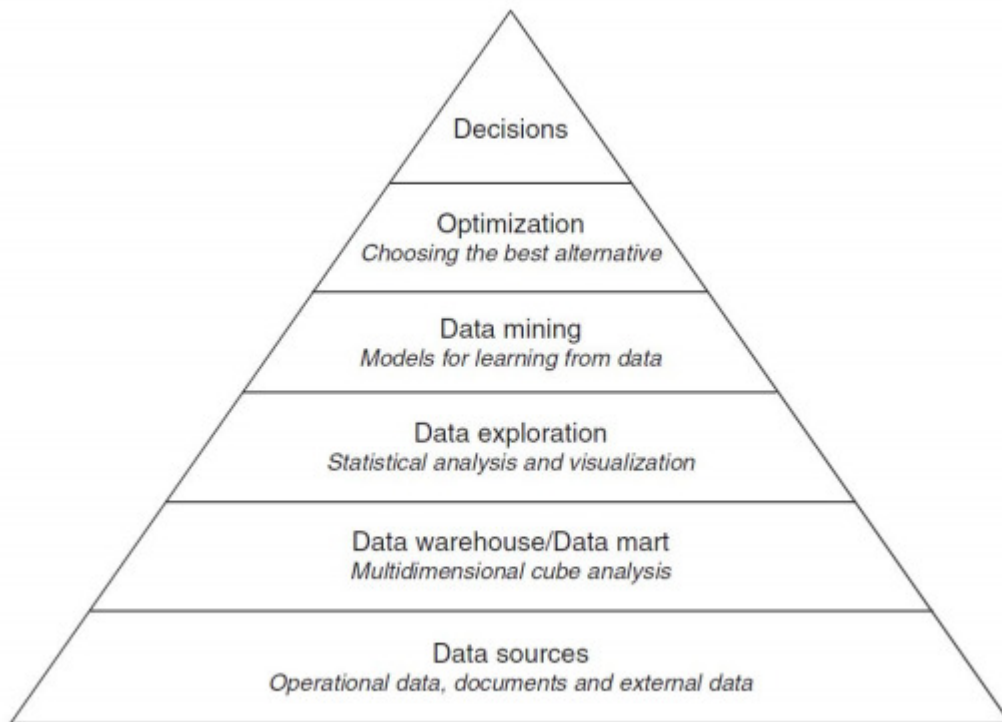 Decisions
Optimization
Choosing the best alternative
Data mining
Models for learning from data
Data exploration
Statistical analysis and visualization
Data warehouse/Data mart
Multidimensional cube analysis
Data sources
Operational data, documents and external data